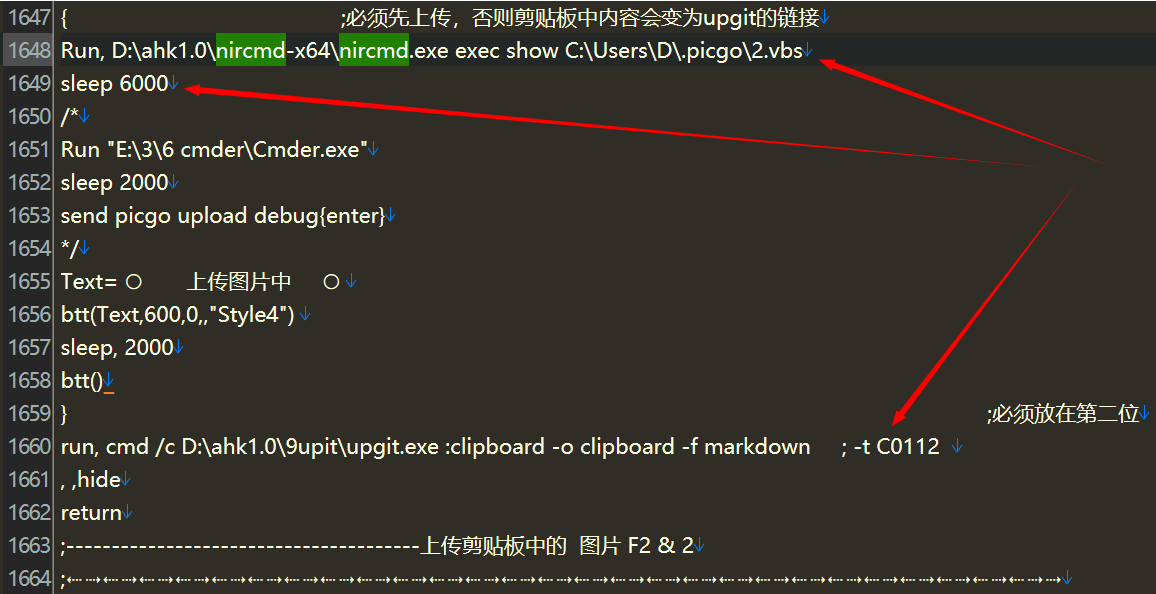 1647 { ;必须先上传，否则剪贴板中内容会变为upgit的链接↓
1648 Run, D:\ahk1.0\nircmd-x64\nircmd.exe exec show C:\Users\D\.picgo\2.vbs↓
1649 sleep 6000↓
1650 /*↓
1651 Run "E:\3\6 cmder\Cmder.exe"↓
1652 sleep 2000↓
1653 send picgo upload debug{enter}↓
1654 */↓
1655 Text= ○ 上传图片中 ○ ↓
1656 btt(Text,600,0,,"Style4") ↓
1657 sleep, 2000↓
1658 btt()↓
1659 } ;必须放在第二位↓
1660 run, cmd /c D:\ahk1.0\9upit\upgit.exe :clipboard -o clipboard -f markdown ; -t C0112 ↓
1661 , ,hide↓
1662 return↓
1663 ;---------------------------------------上传剪贴板中的 图片 F2 & 2↓
1664 ;←⇢←⇢←⇢←⇢←⇢←⇢←⇢←⇢←⇢←⇢←⇢←⇢←⇢←⇢←⇢←⇢←⇢←⇢←⇢←⇢←⇢←⇢←⇢←⇢←⇢←⇢←⇢↓